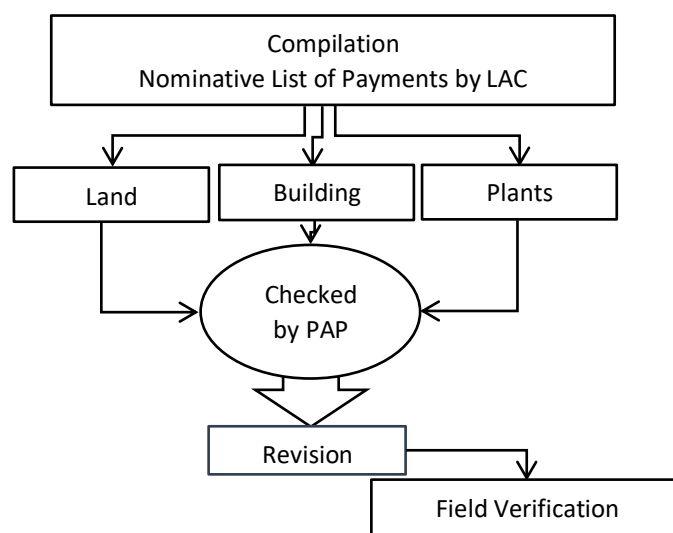 Compilation
Nominative List of Payments by LAC
Land
Building
Plants
Checked
by PAP
Revision
Field Verification